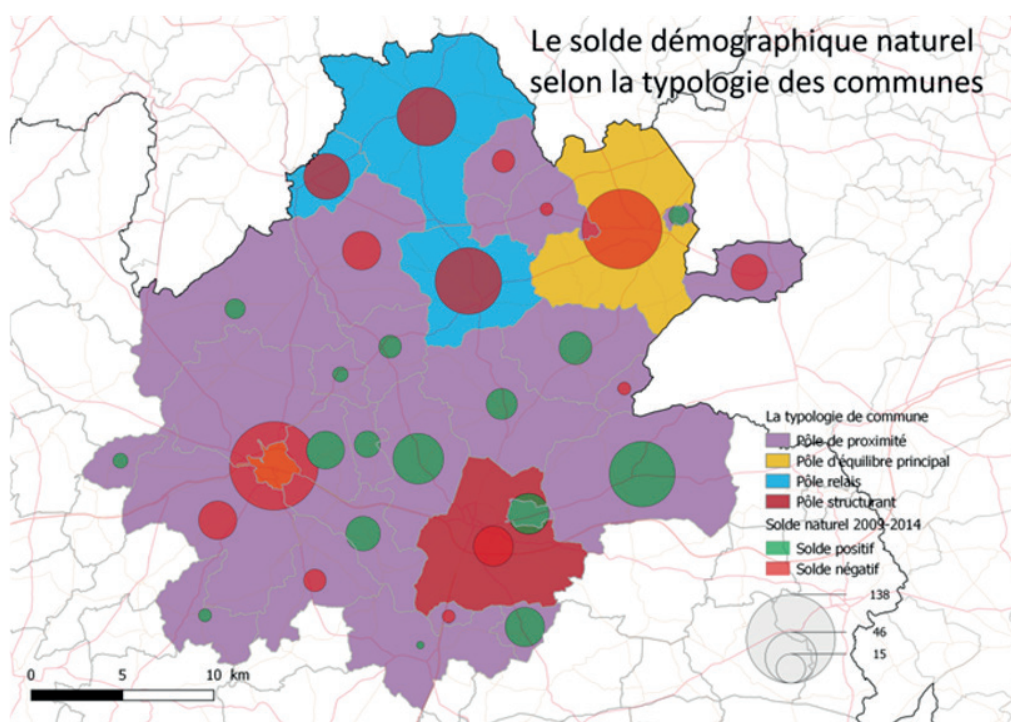 Le solde démographique naturel
selon la typologie des communes
La typologie de commune
Pôle de proximité
Pôle d'équilibre principal
Pôle relais
Pôle structurant
Solde naturel 2009-2014
Solde positif
Solde négatif
138
46
15
0 5 10 km